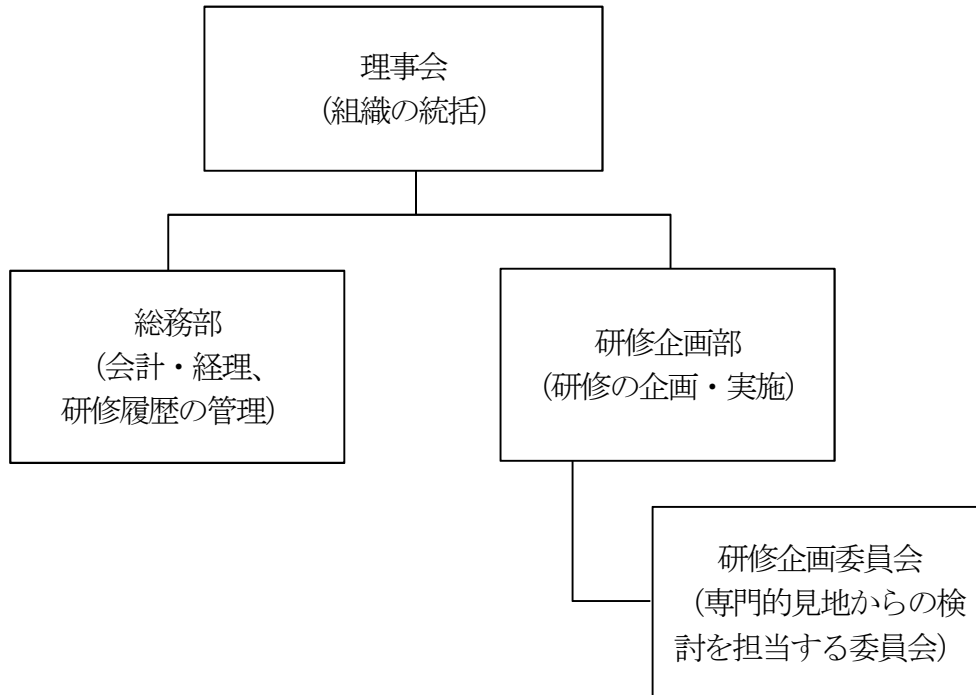 理事会
(組織の統括)
総務部
(会計・経理、
研修履歴の管理)
研修企画部
(研修の企画・実施)
研修企画委員会
(専門的見地からの検
討を担当する委員会)